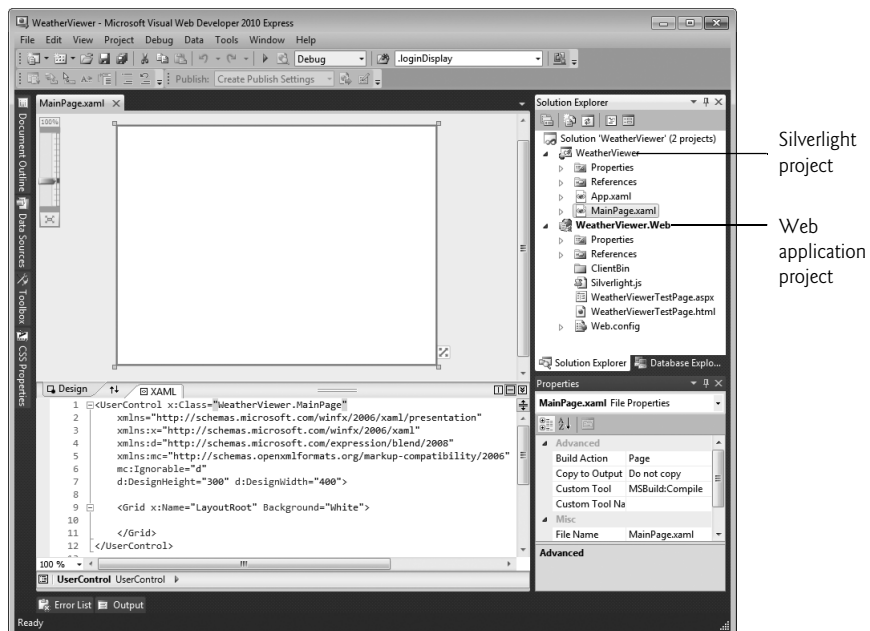 WeatherViewer - Microsoft Visual Web Developer 2010 Express
File Edit View Project Debug Data Tools Window Help
Debug .loginDisplay
Publish: Create Publish Settings
MainPage.xaml
100%
Document Outline
Data Sources
Toolbox
CSS Properties
Design XAML
1 <UserControl x:Class="WeatherViewer.MainPage"
2 xmlns="http://schemas.microsoft.com/winfx/2006/xaml/presentation"
3 xmlns:x="http://schemas.microsoft.com/winfx/2006/xaml"
4 xmlns:d="http://schemas.microsoft.com/expression/blend/2008"
5 xmlns:mc="http://schemas.openxmlformats.org/markup-compatibility/2006"
6 mc:Ignorable="d"
7 d:DesignHeight="300" d:DesignWidth="400">
8
9 <Grid x:Name="LayoutRoot" Background="White">
10
11 </Grid>
12 </UserControl>
100 %
UserControl UserControl
Error List Output
Ready
Solution Explorer
Solution 'WeatherViewer' (2 projects)
WeatherViewer
Properties
References
App.xaml
MainPage.xaml
WeatherViewer.Web
Properties
References
ClientBin
Silverlight.js
WeatherViewerTestPage.aspx
WeatherViewerTestPage.html
Web.config
Solution Explorer Database Explo...
Properties
MainPage.xaml File Properties
Advanced
Build Action Page
Copy to Output Do not copy
Custom Tool MSBuild:Compile
Custom Tool Na
Misc
File Name MainPage.xaml
Advanced
Silverlight
project
Web
application
project